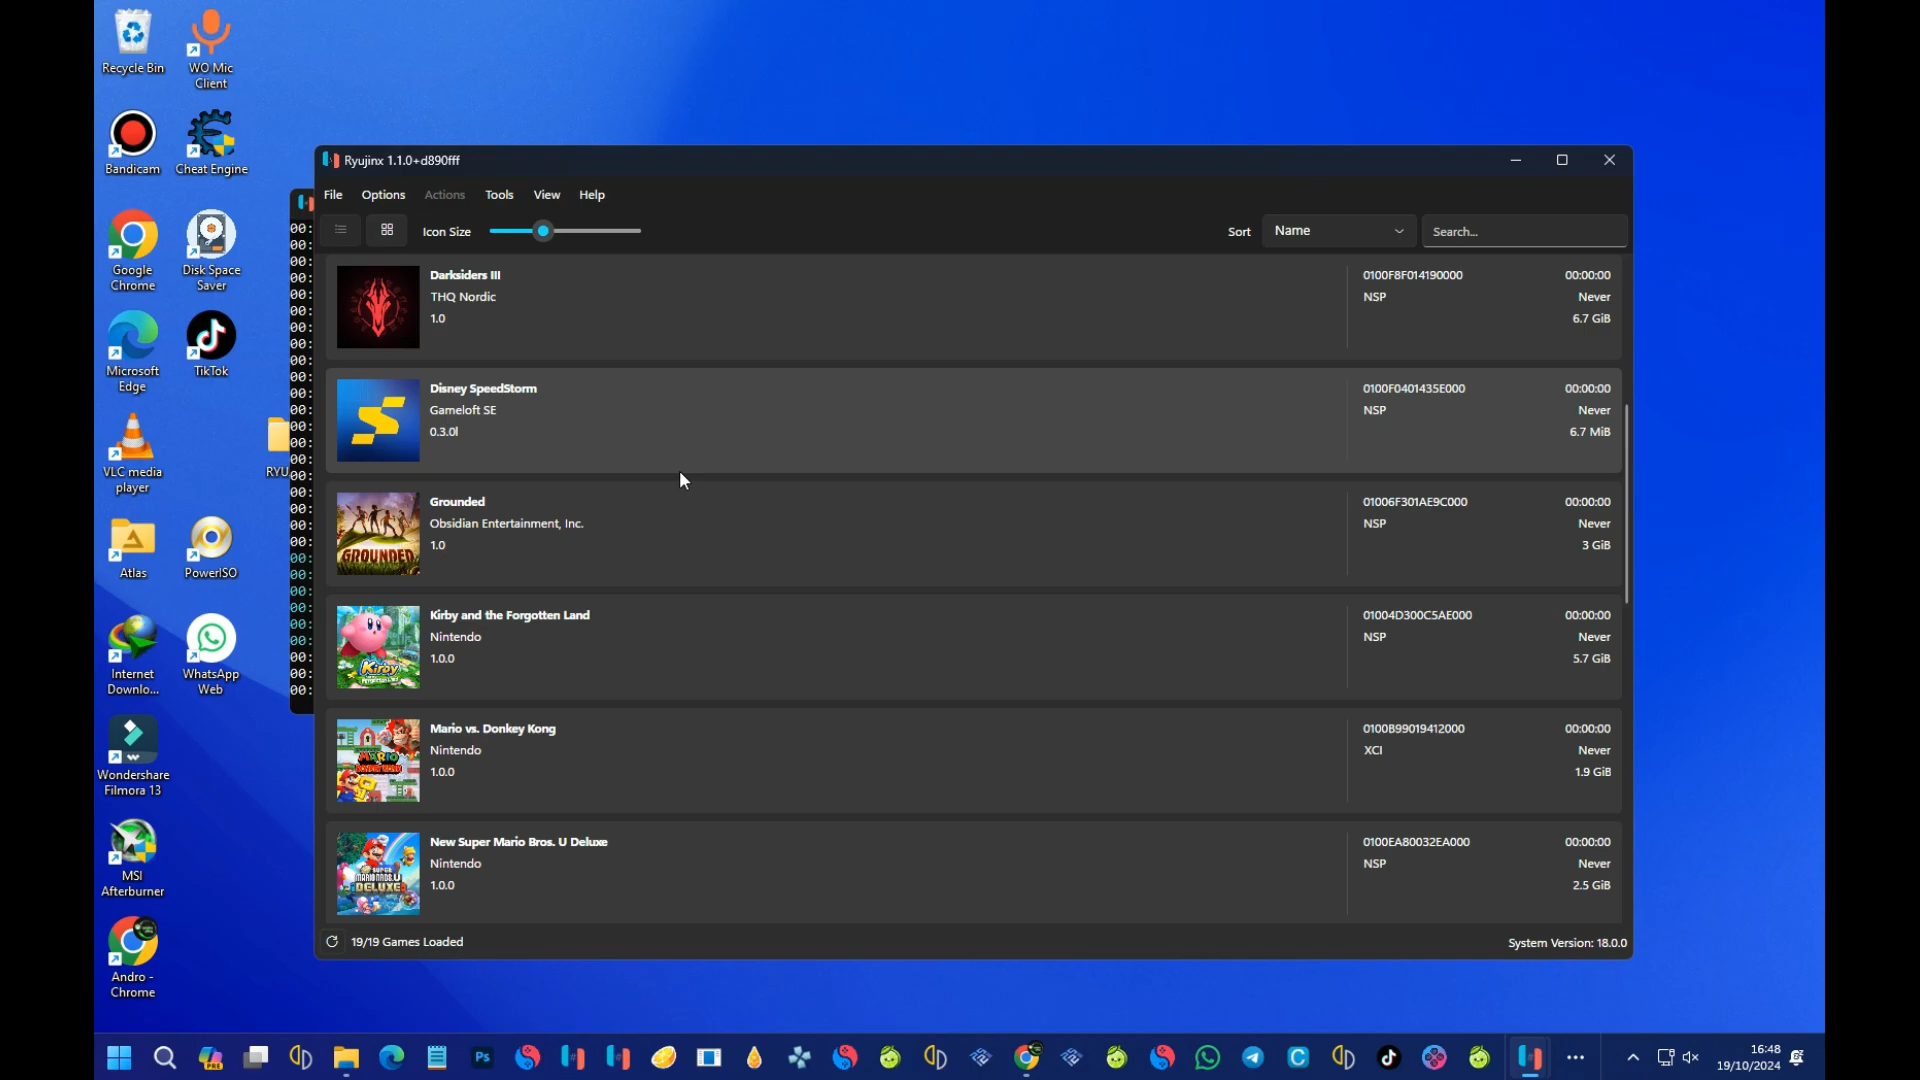 Recycle Bin
WO Mic
Client
Bandicam
Cheat Engine
Google
Chrome
Disk Space
Saver
Microsoft
Edge
TikTok
VLC media
player
RYU
Atlas
PowerISO
Internet
Downlo...
WhatsApp
Web
Wondershare
Filmora 13
MSI
Afterburner
Andro -
Chrome
Ryujinx 1.1.0+d890fff
File Options Actions Tools View Help
Icon Size
Sort Name Search...
Darksiders III 0100F8F014190000 00:00:00
THQ Nordic NSP Never
1.0 6.7 GiB
Disney SpeedStorm 0100F0401435E000 00:00:00
Gameloft SE NSP Never
0.3.0l 6.7 MiB
Grounded 01006F301AE9C000 00:00:00
Obsidian Entertainment, Inc. NSP Never
1.0 3 GiB
GROUNDED
Kirby and the Forgotten Land 01004D300C5AE000 00:00:00
Nintendo NSP Never
1.0.0 5.7 GiB
Kirby
Mario vs. Donkey Kong 0100B99019412000 00:00:00
Nintendo XCI Never
1.0.0 1.9 GiB
MARIO
New Super Mario Bros. U Deluxe 0100EA80032EA000 00:00:00
Nintendo NSP Never
1.0.0 2.5 GiB
DELUXE
19/19 Games Loaded
System Version: 18.0.0
PRE
Ps
C
16:48
19/10/2024